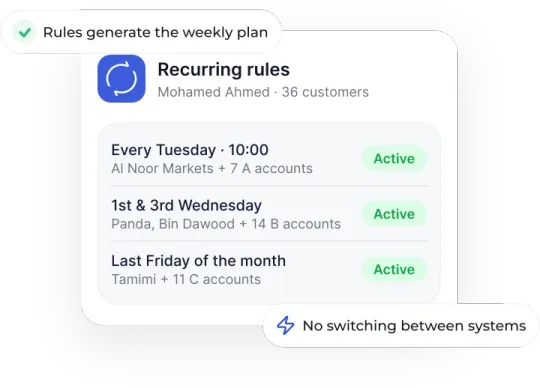 Rules generate the weekly plan
Recurring rules
Mohamed Ahmed · 36 customers
Every Tuesday · 10:00
Al Noor Markets + 7 A accounts
Active
1st & 3rd Wednesday
Panda, Bin Dawood + 14 B accounts
Active
Last Friday of the month
Tamimi + 11 C accounts
Active
No switching between systems